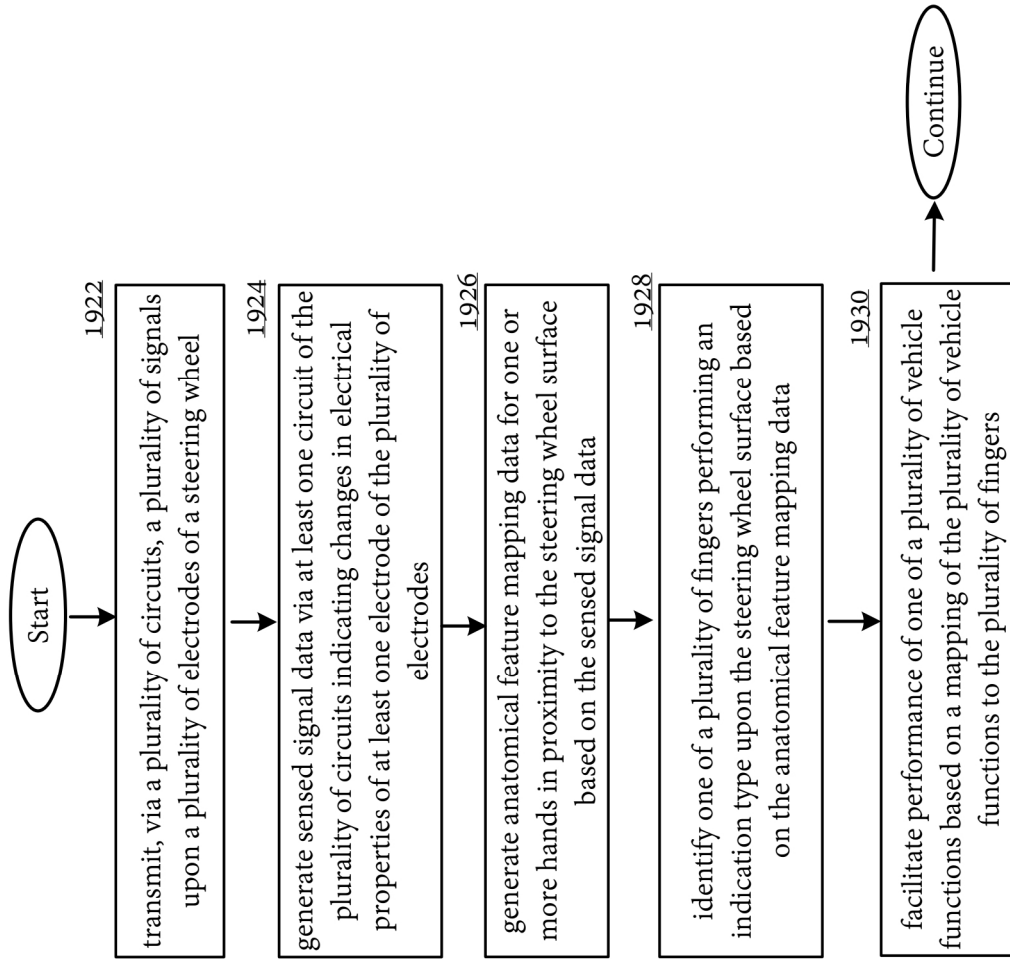 Start
1922
transmit, via a plurality of circuits, a plurality of signals
upon a plurality of electrodes of a steering wheel
1924
generate sensed signal data via at least one circuit of the
plurality of circuits indicating changes in electrical
properties of at least one electrode of the plurality of
electrodes
1926
generate anatomical feature mapping data for one or
more hands in proximity to the steering wheel surface
based on the sensed signal data
1928
identify one of a plurality of fingers performing an
indication type upon the steering wheel surface based
on the anatomical feature mapping data
1930
facilitate performance of one of a plurality of vehicle
functions based on a mapping of the plurality of vehicle
functions to the plurality of fingers
Continue